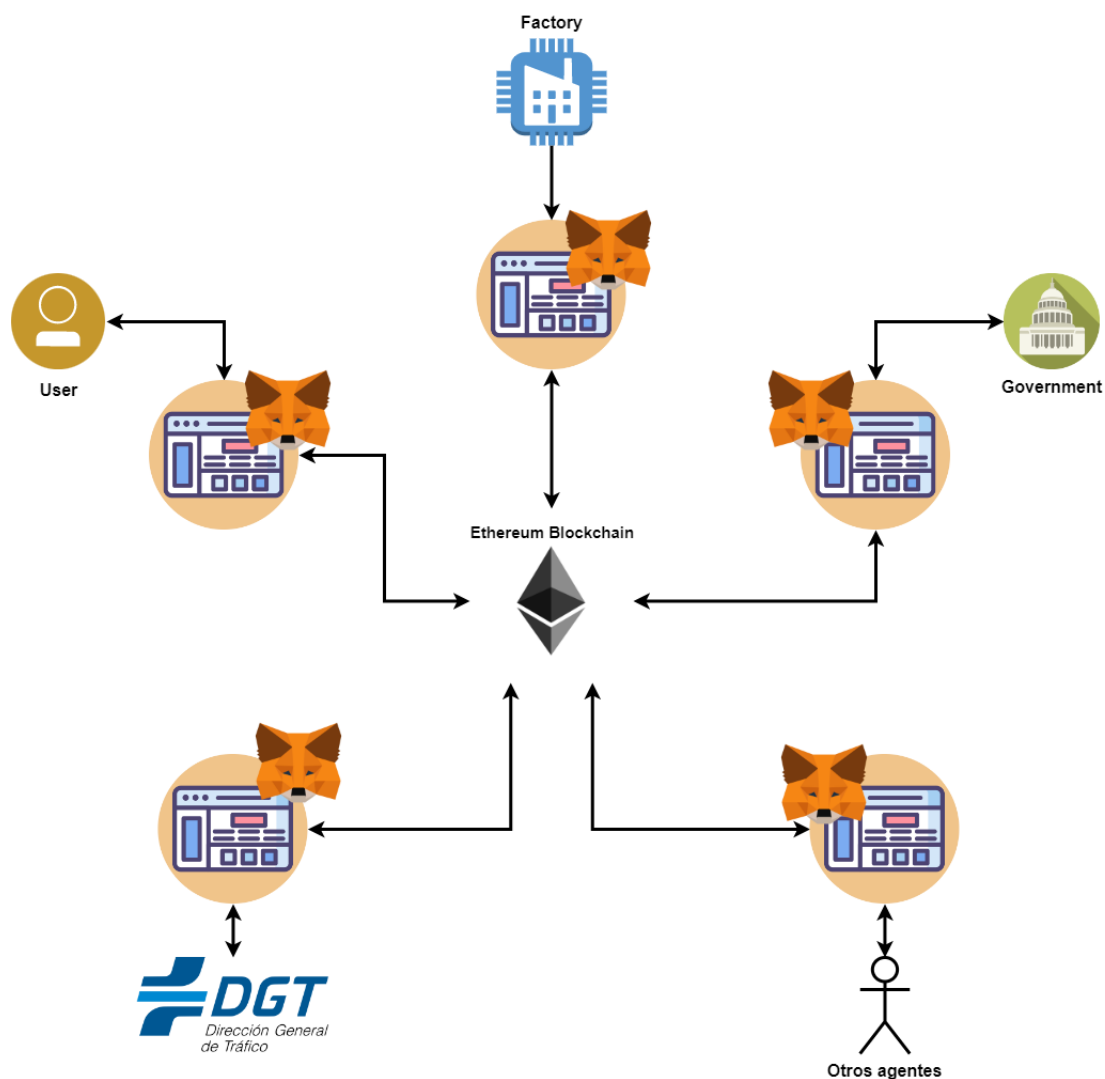 Factory
User
Government
Ethereum Blockchain
DGT
Dirección General
de Tráfico
Otros agentes